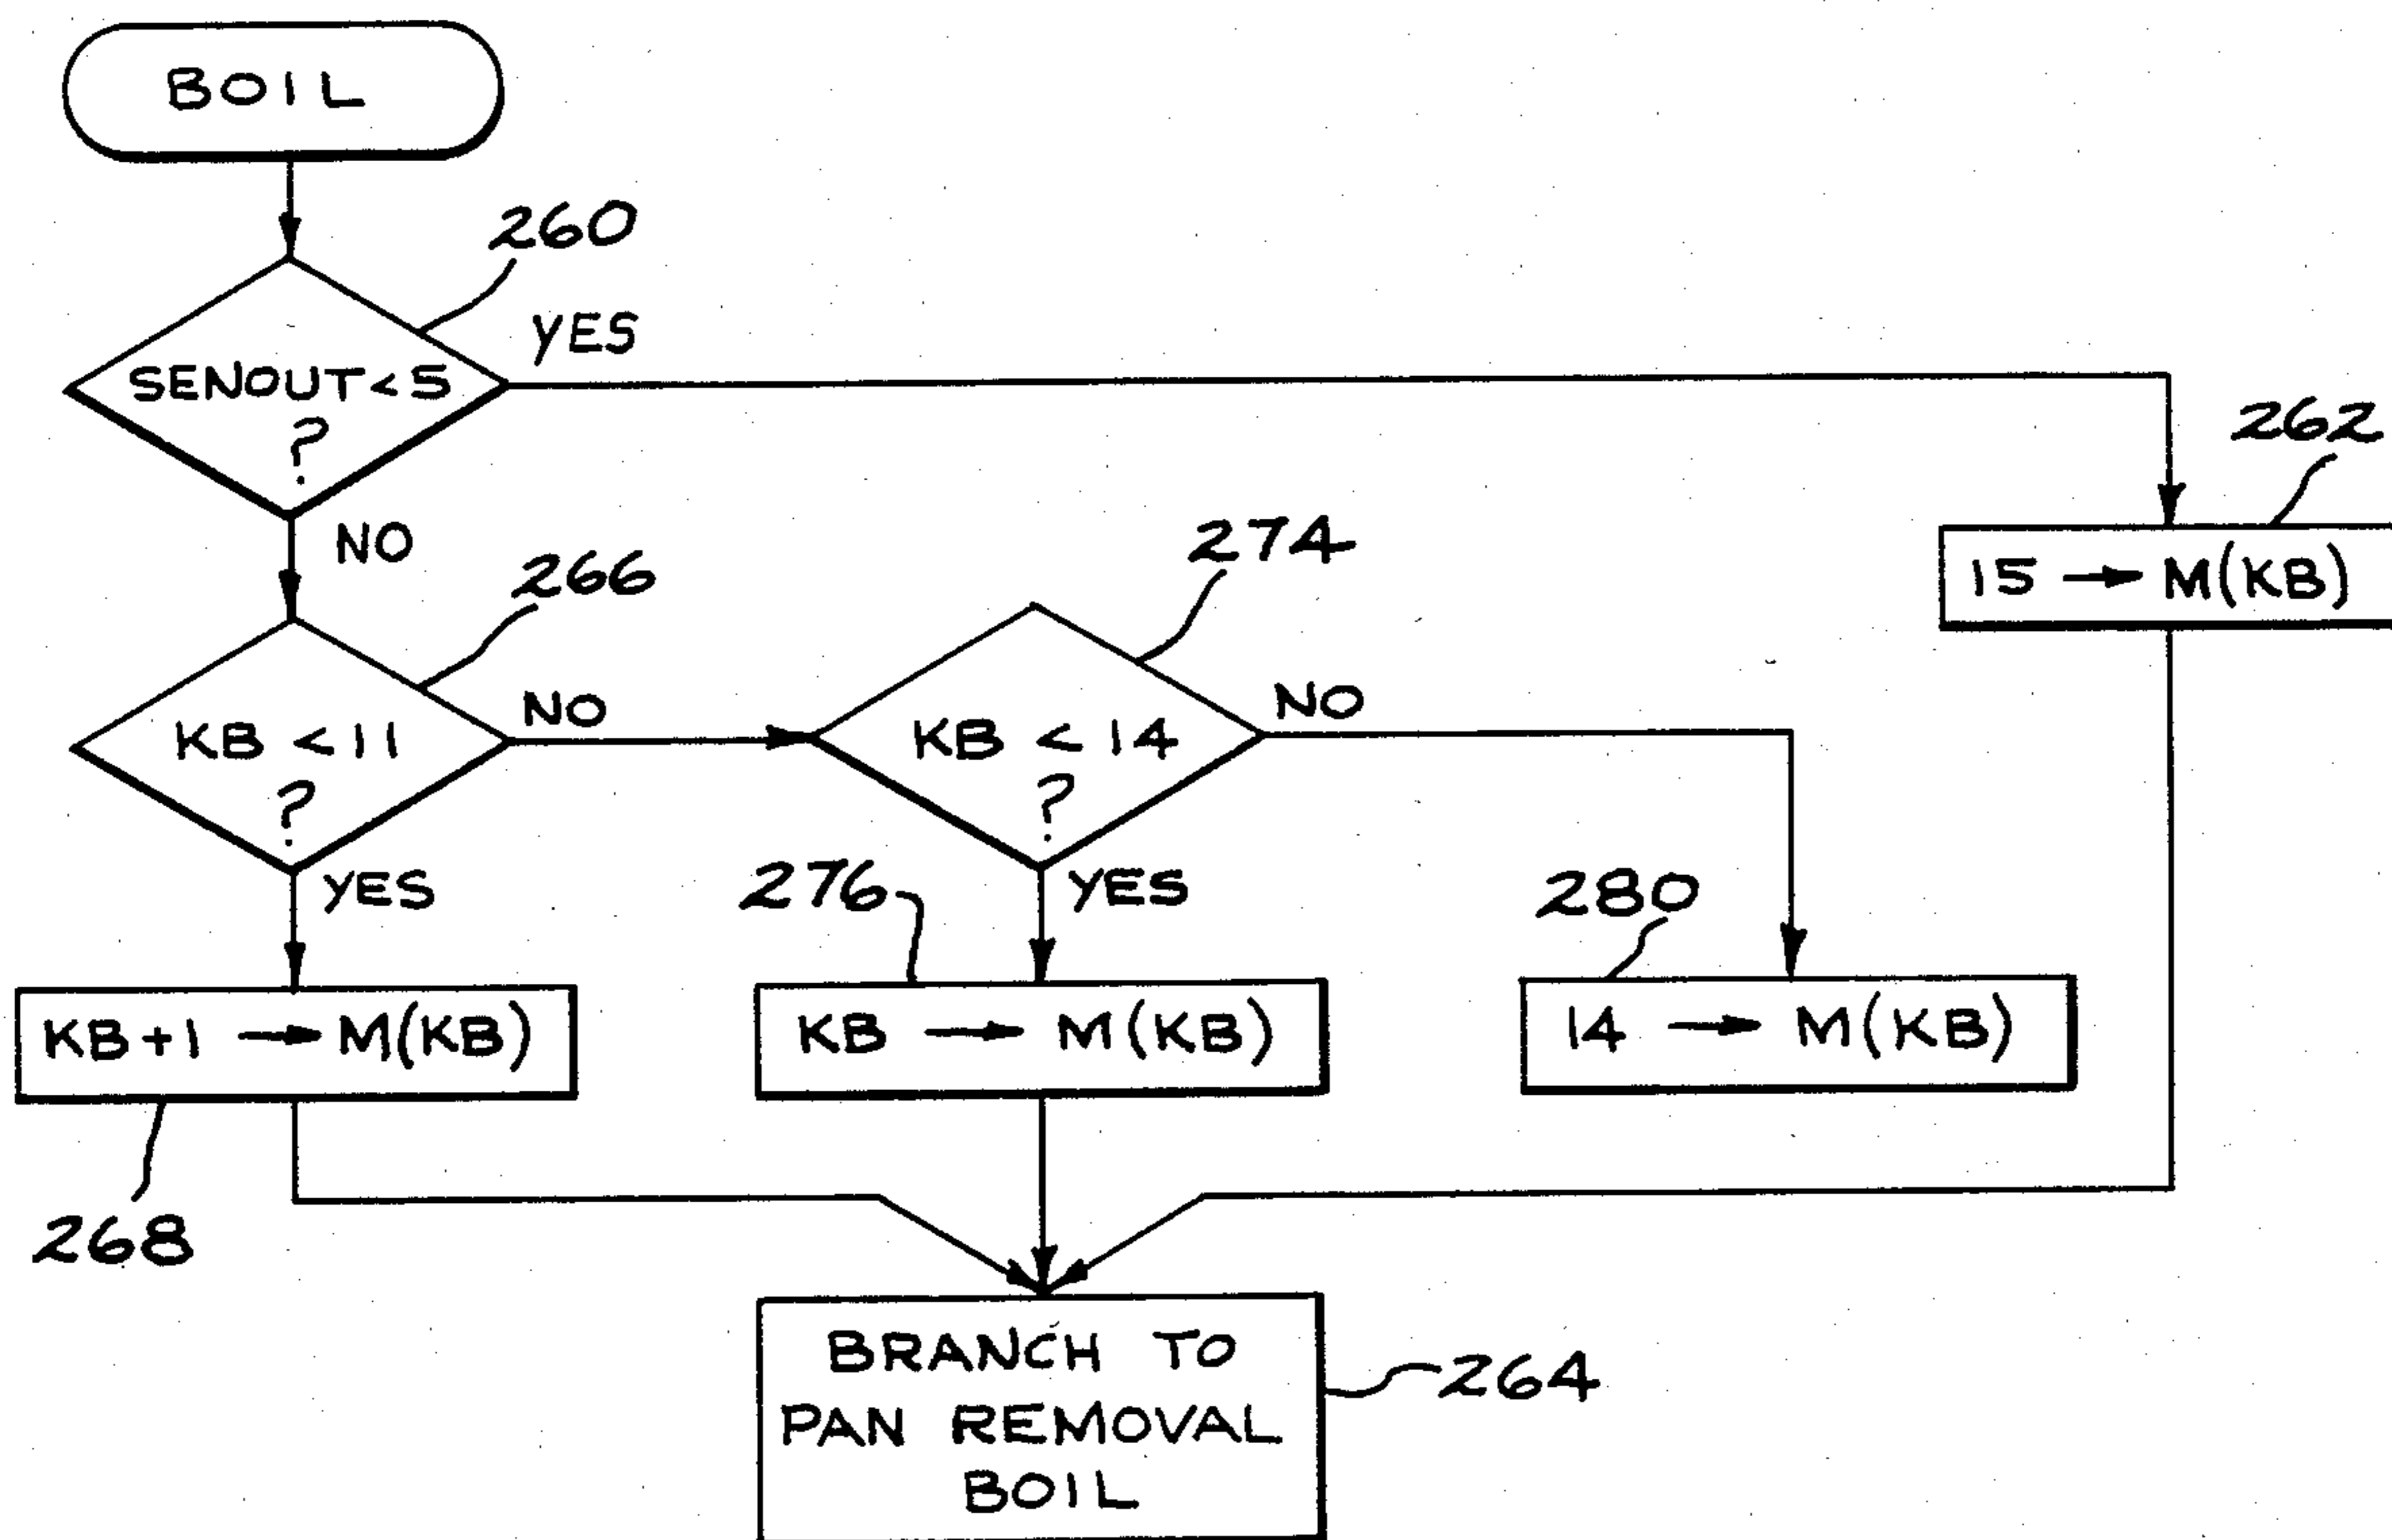 BOIL
260
SENOUT<5
?
YES
NO
262
15 → M(KB)
266
KB <11
?
NO
YES
274
KB < 14
?
NO
YES
268
KB+1 → M(KB)
276
KB → M(KB)
280
14 → M(KB)
BRANCH TO
PAN REMOVAL
BOIL
264